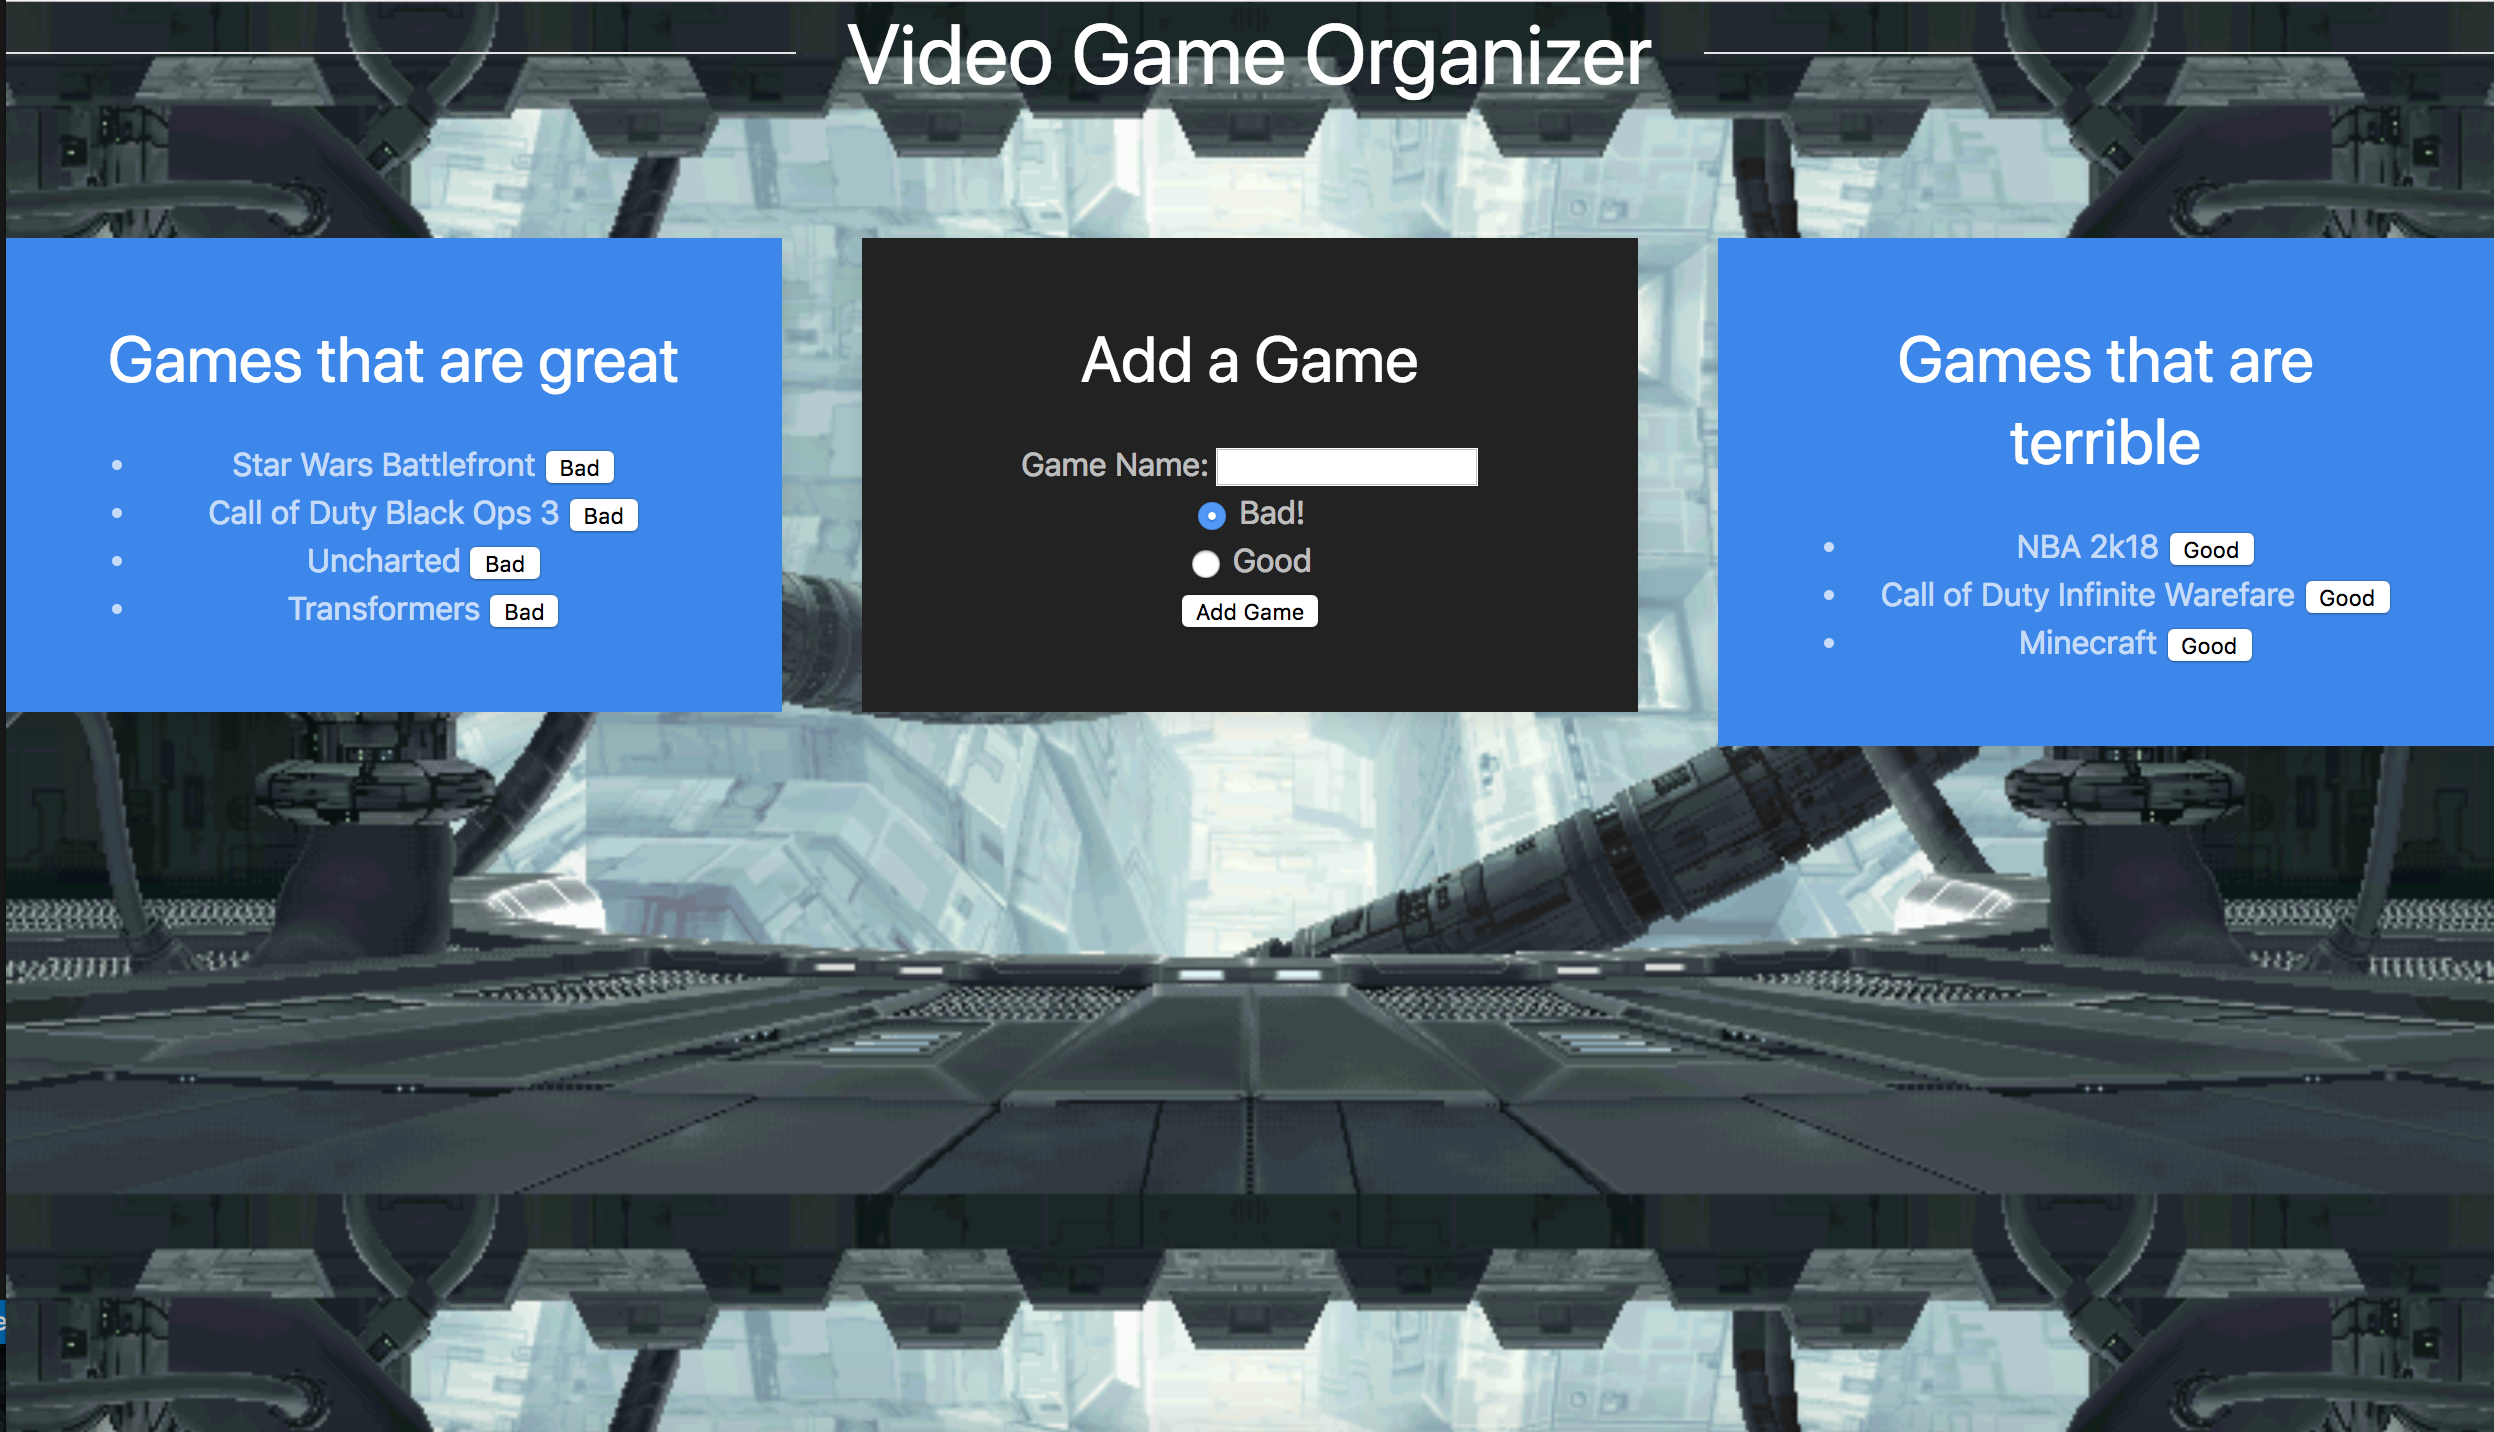 Video Game Organizer
Games that are great
• Star Wars Battlefront Bad
• Call of Duty Black Ops 3 Bad
• Uncharted Bad
• Transformers Bad
Add a Game
Game Name:
Bad!
Good
Add Game
Games that are
terrible
• NBA 2k18 Good
• Call of Duty Infinite Warefare Good
• Minecraft Good